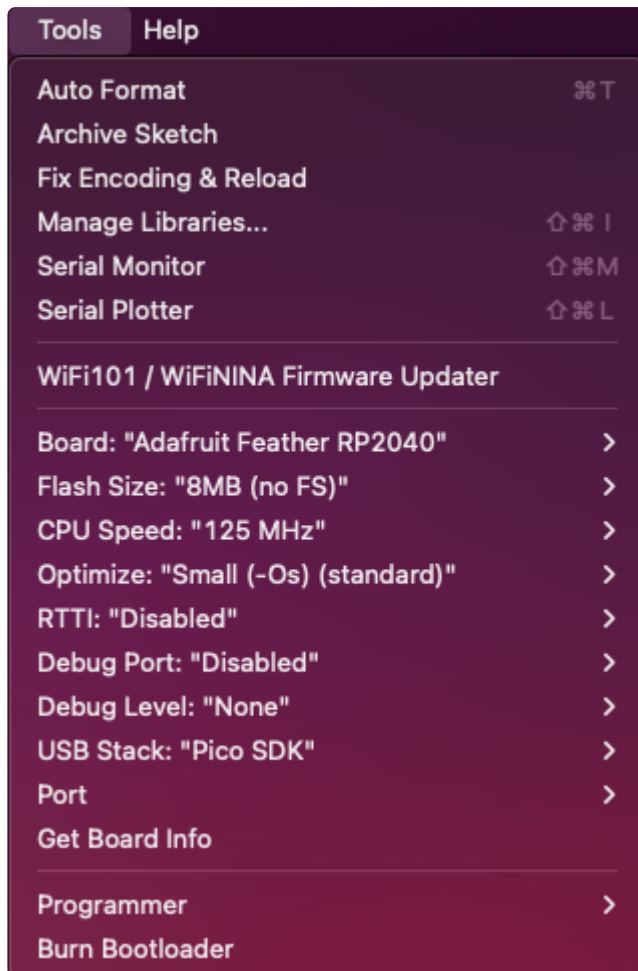 Tools Help
Auto Format ⌘T
Archive Sketch
Fix Encoding & Reload
Manage Libraries... ⇧⌘I
Serial Monitor ⇧⌘M
Serial Plotter ⇧⌘L
WiFi101 / WiFiNINA Firmware Updater
Board: "Adafruit Feather RP2040"
Flash Size: "8MB (no FS)"
CPU Speed: "125 MHz"
Optimize: "Small (-Os) (standard)"
RTTI: "Disabled"
Debug Port: "Disabled"
Debug Level: "None"
USB Stack: "Pico SDK"
Port
Get Board Info
Programmer
Burn Bootloader